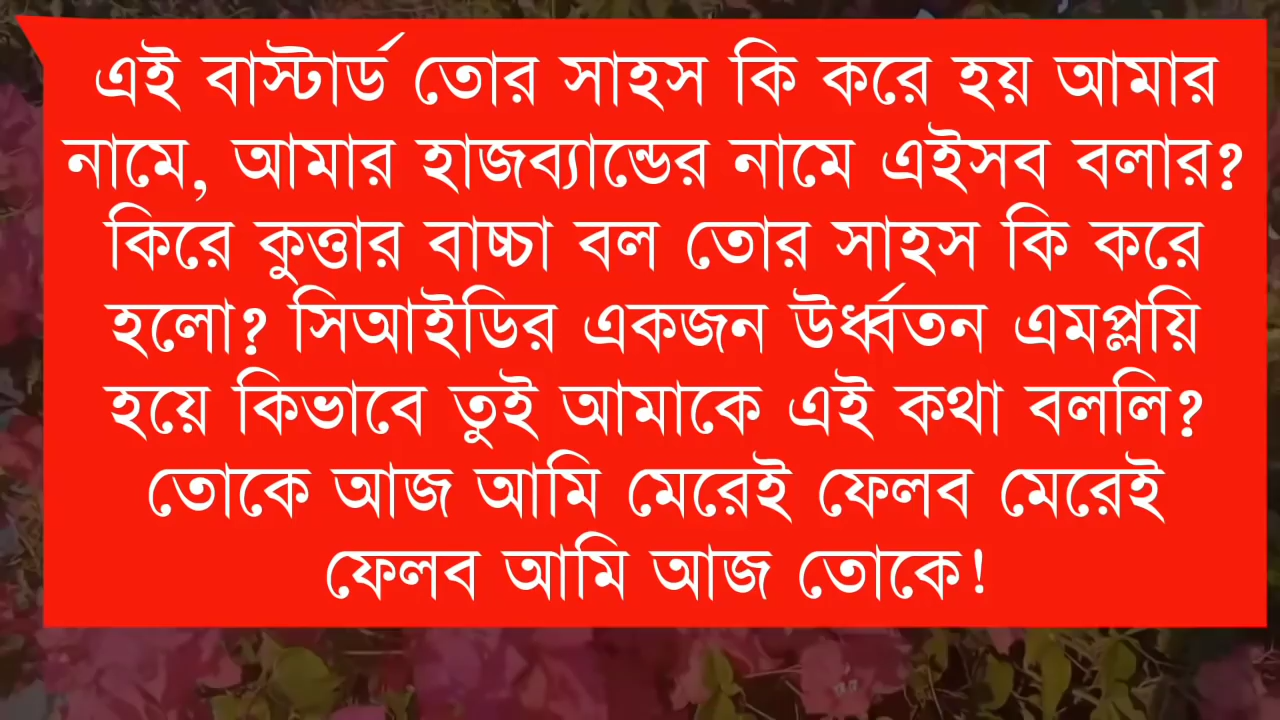 এই বাস্টার্ড তোর সাহস কি করে হয় আমার
নামে, আমার হাজব্যান্ডের নামে এইসব বলার?
কিরে কুত্তার বাচ্চা বল তোর সাহস কি করে
হলো? সিআইডির একজন উর্ধ্বতন এমপ্লয়ি
হয়ে কিভাবে তুই আমাকে এই কথা বললি?
তোকে আজ আমি মেরেই ফেলব মেরেই
ফেলব আমি আজ তোকে!